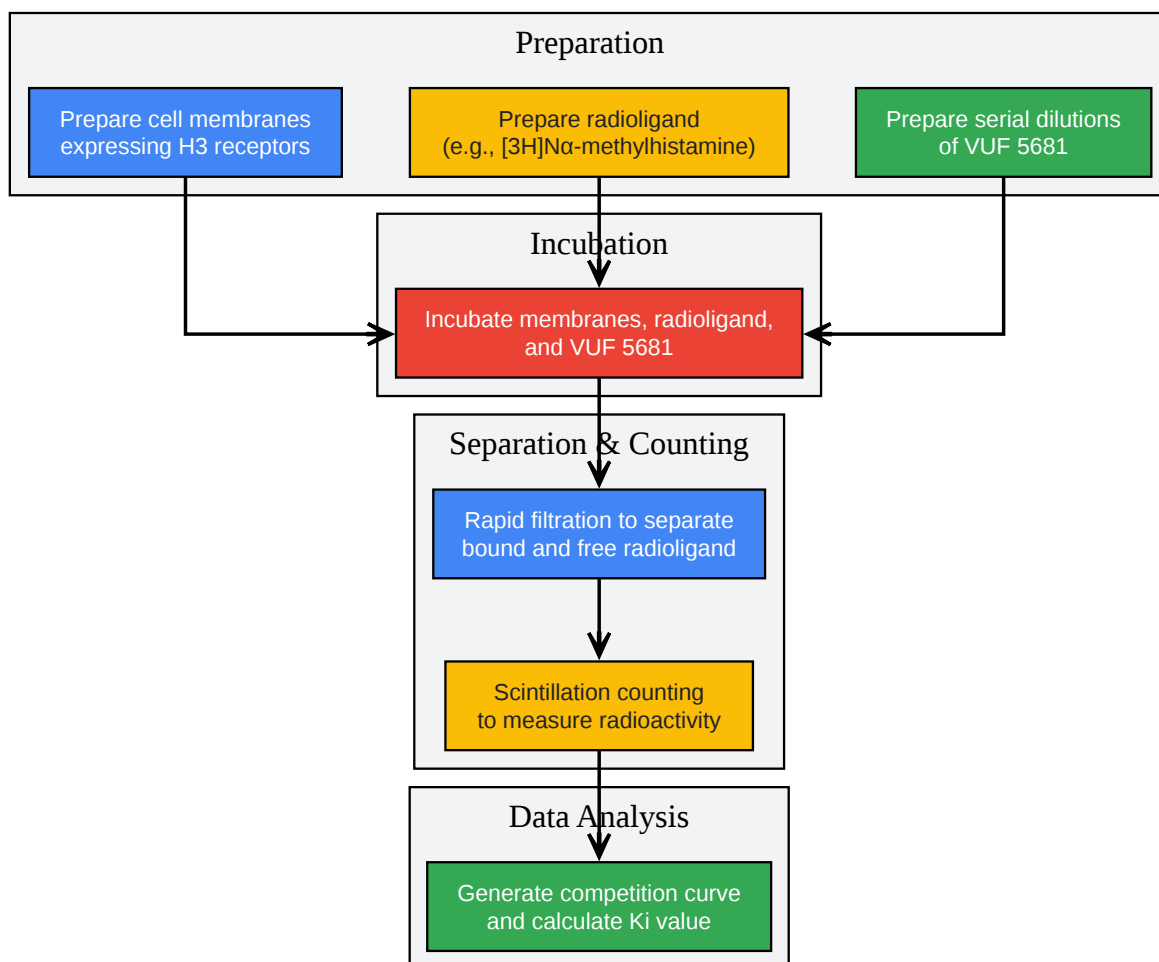 Preparation
Prepare cell membranes
expressing H3 receptors
Prepare radioligand
(e.g., [3H]Nα-methylhistamine)
Prepare serial dilutions
of VUF 5681
Incubation
Incubate membranes, radioligand,
and VUF 5681
Separation & Counting
Rapid filtration to separate
bound and free radioligand
Scintillation counting
to measure radioactivity
Data Analysis
Generate competition curve
and calculate Ki value